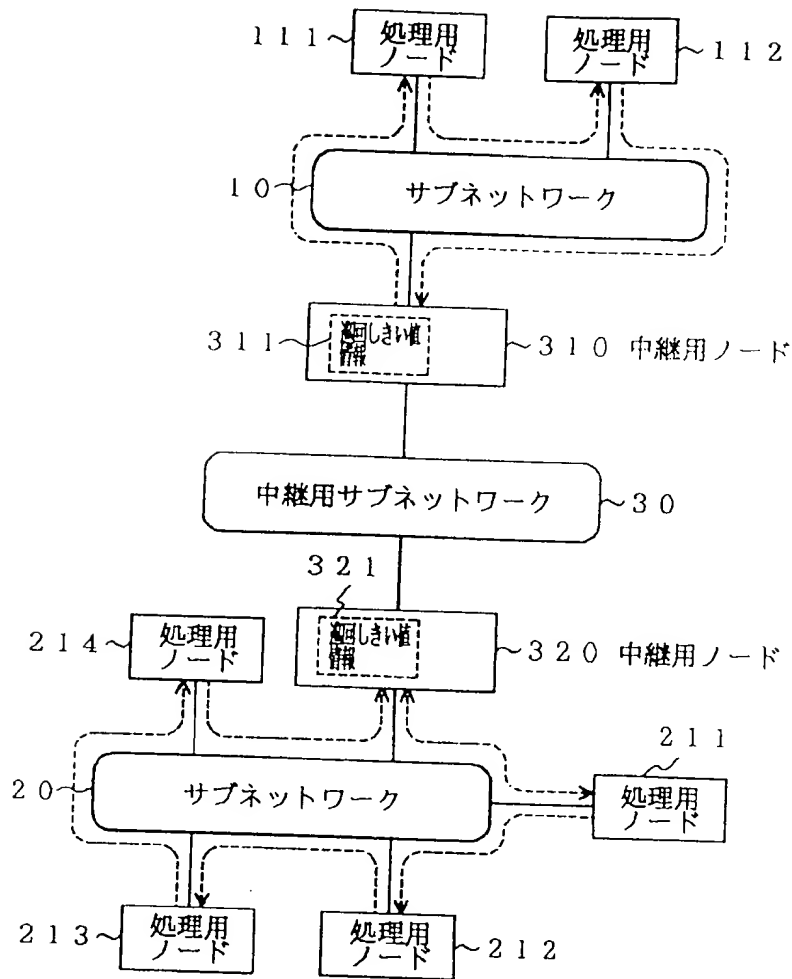 111
処理用
ノード
処理用
ノード
112
10
サブネットワーク
311
巡回しきい値
情報
310 中継用ノード
中継用サブネットワーク
30
321
巡回しきい値
情報
320 中継用ノード
214
処理用
ノード
211
処理用
ノード
20
サブネットワーク
213
処理用
ノード
処理用
ノード
212